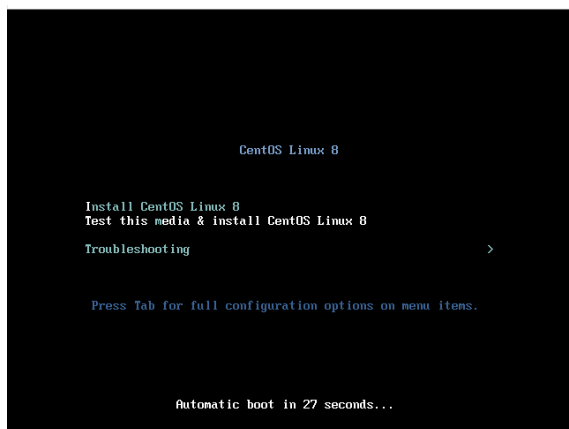 CentOS Linux 8
Install CentOS Linux 8
Test this media & install CentOS Linux 8
Troubleshooting >
Press Tab for full configuration options on menu items.
Automatic boot in 27 seconds...